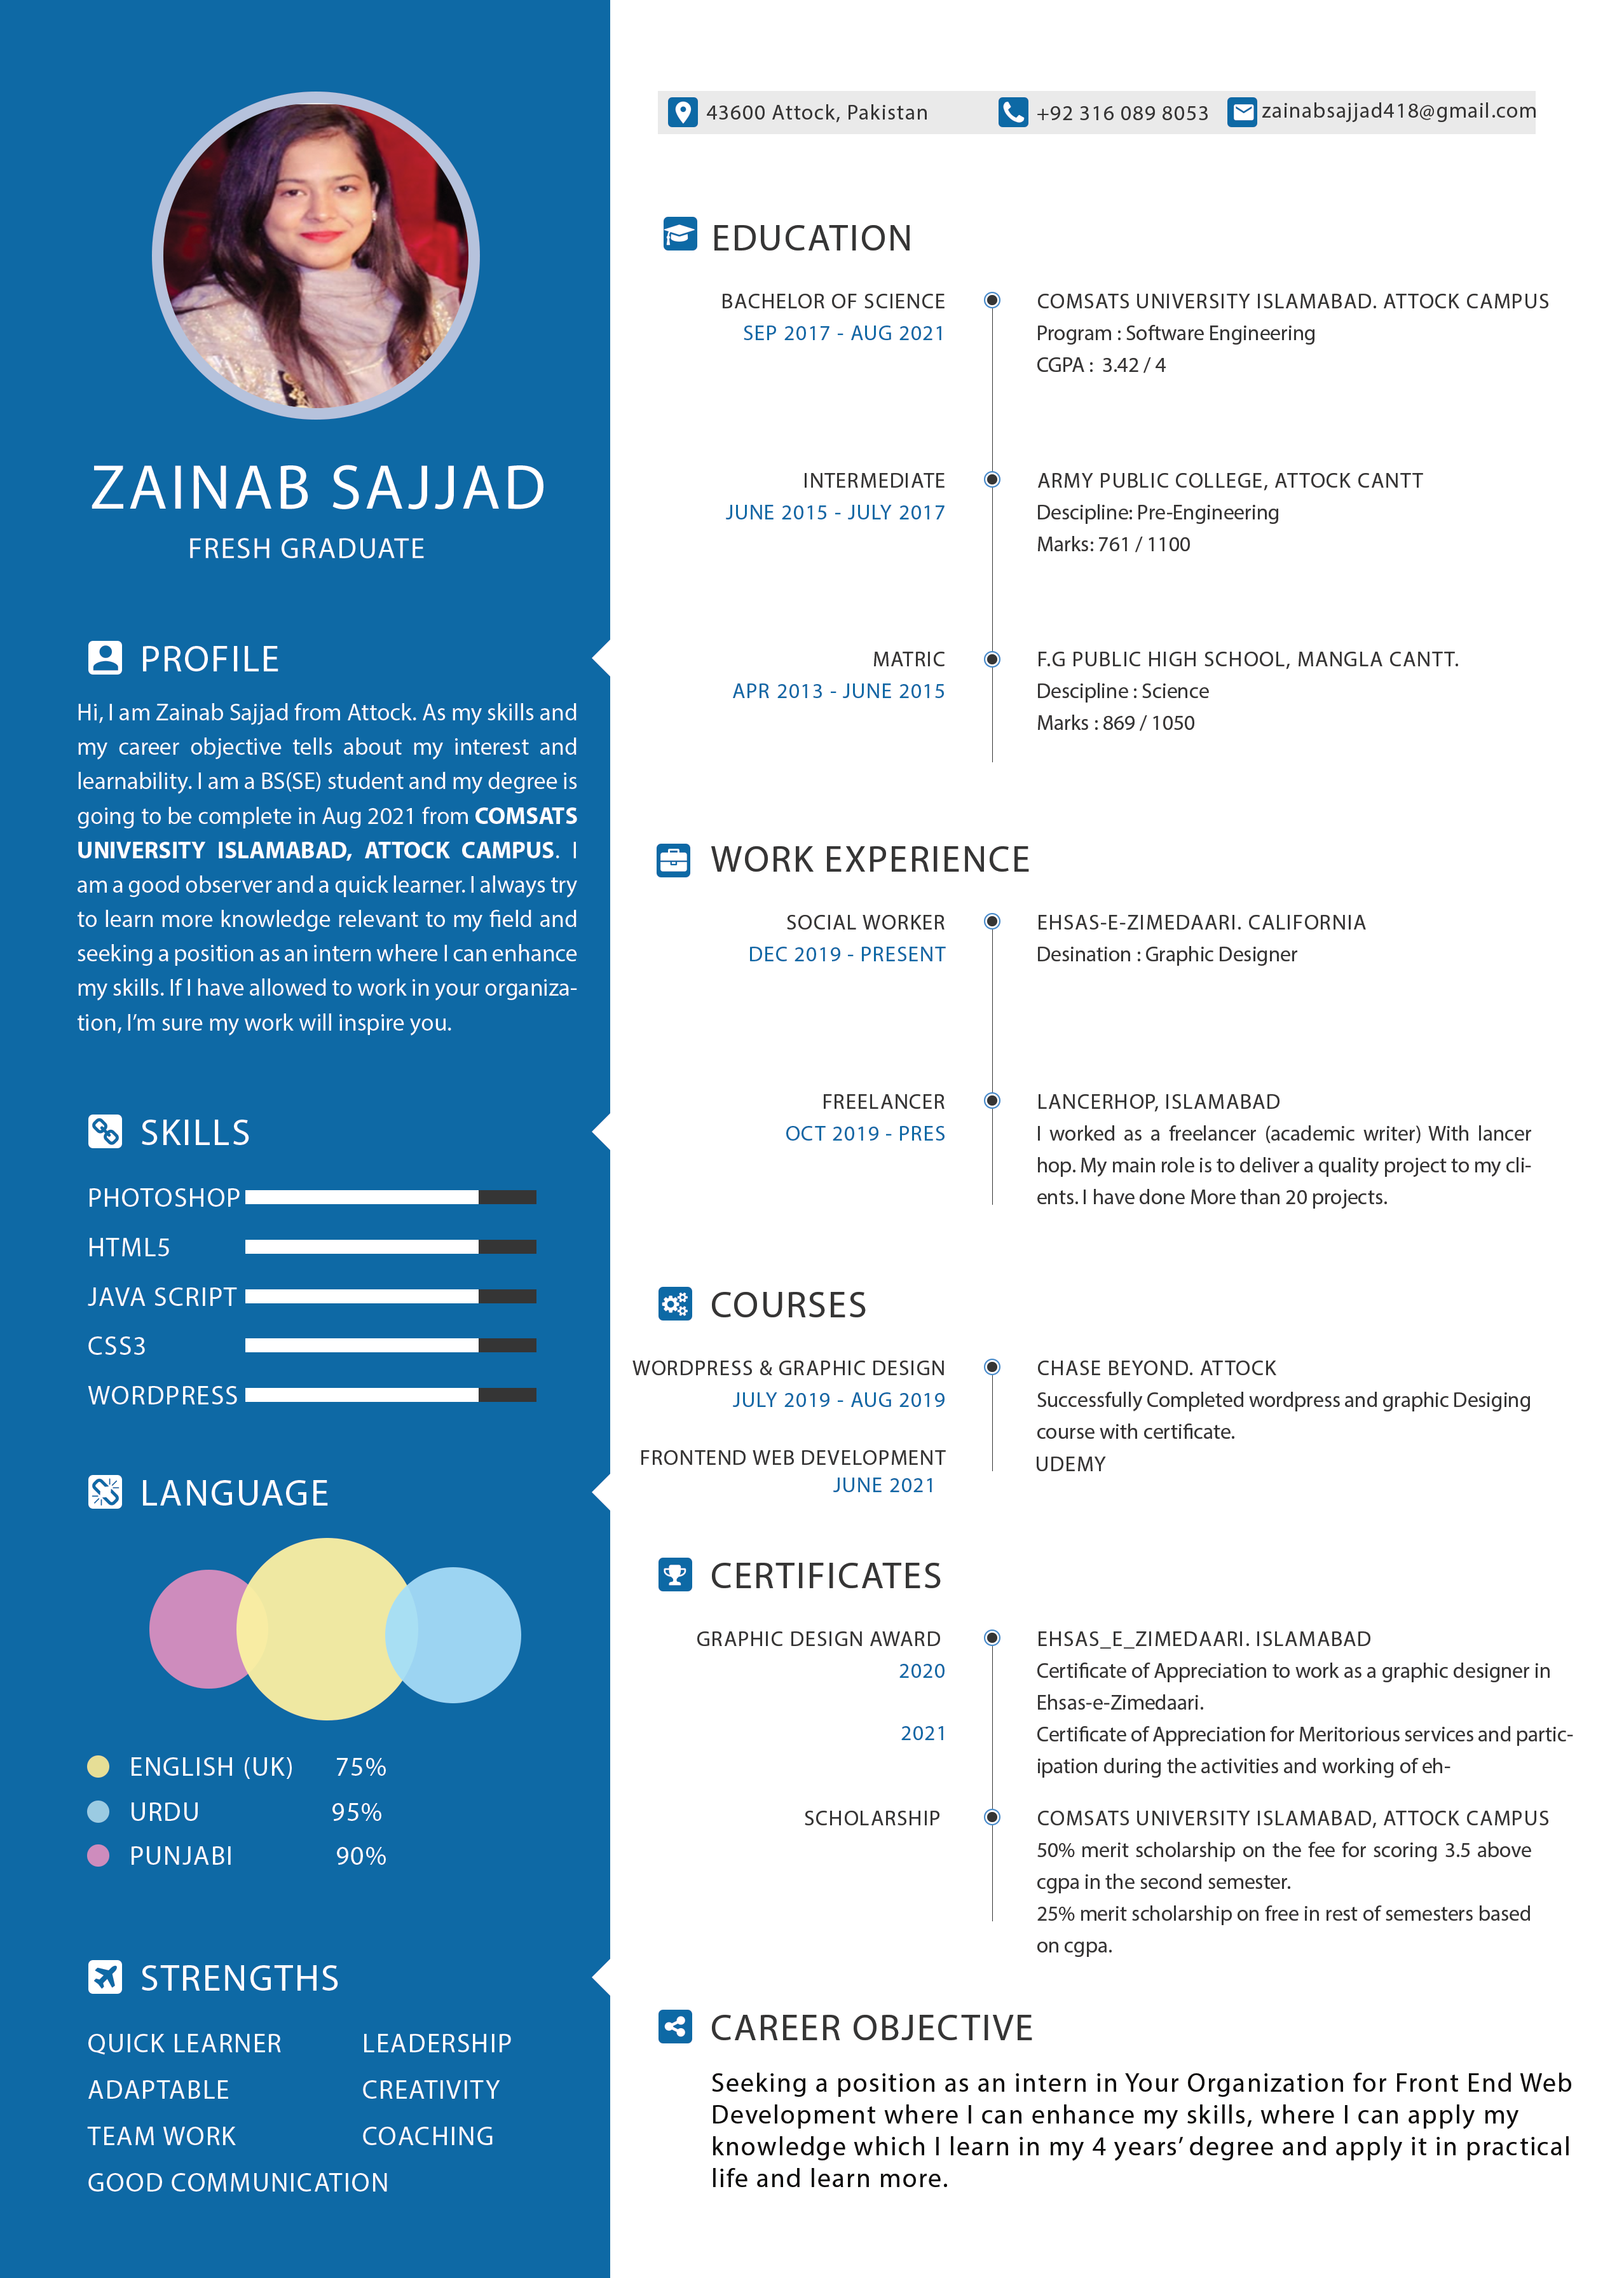 ZAINAB SAJJAD
FRESH GRADUATE
PROFILE
Hi, I am Zainab Sajjad from Attock. As my skills and
my career objective tells about my interest and
learnability. I am a BS(SE) student and my degree is
going to be complete in Aug 2021 from COMSATS
UNIVERSITY ISLAMABAD, ATTOCK CAMPUS. I
am a good observer and a quick learner. I always try
to learn more knowledge relevant to my field and
seeking a position as an intern where I can enhance
my skills. If I have allowed to work in your organiza-
tion, I'm sure my work will inspire you.
SKILLS
PHOTOSHOP
HTML5
JAVA SCRIPT
CSS3
WORDPRESS
LANGUAGE
ENGLISH (UK) 75%
URDU 95%
PUNJABI 90%
STRENGTHS
QUICK LEARNER LEADERSHIP
ADAPTABLE CREATIVITY
TEAM WORK COACHING
GOOD COMMUNICATION
43600 Attock, Pakistan +92 316 089 8053 zainabsajjad418@gmail.com
EDUCATION
BACHELOR OF SCIENCE
SEP 2017 - AUG 2021
COMSATS UNIVERSITY ISLAMABAD. ATTOCK CAMPUS
Program : Software Engineering
CGPA : 3.42 / 4
INTERMEDIATE
JUNE 2015 - JULY 2017
ARMY PUBLIC COLLEGE, ATTOCK CANTT
Descipline: Pre-Engineering
Marks: 761 / 1100
MATRIC
APR 2013 - JUNE 2015
F.G PUBLIC HIGH SCHOOL, MANGLA CANTT.
Descipline : Science
Marks : 869 / 1050
WORK EXPERIENCE
SOCIAL WORKER
DEC 2019 - PRESENT
EHSAS-E-ZIMEDAARI. CALIFORNIA
Desination : Graphic Designer
FREELANCER
OCT 2019 - PRES
LANCERHOP, ISLAMABAD
I worked as a freelancer (academic writer) With lancer
hop. My main role is to deliver a quality project to my cli-
ents. I have done More than 20 projects.
COURSES
WORDPRESS & GRAPHIC DESIGN
JULY 2019 - AUG 2019
CHASE BEYOND. ATTOCK
Successfully Completed wordpress and graphic Desiging
course with certificate.
FRONTEND WEB DEVELOPMENT
JUNE 2021
UDEMY
CERTIFICATES
GRAPHIC DESIGN AWARD
2020
EHSAS_E_ZIMEDAARI. ISLAMABAD
Certificate of Appreciation to work as a graphic designer in
Ehsas-e-Zimedaari.
2021
Certificate of Appreciation for Meritorious services and partic-
ipation during the activities and working of eh-
SCHOLARSHIP
COMSATS UNIVERSITY ISLAMABAD, ATTOCK CAMPUS
50% merit scholarship on the fee for scoring 3.5 above
cgpa in the second semester.
25% merit scholarship on free in rest of semesters based
on cgpa.
CAREER OBJECTIVE
Seeking a position as an intern in Your Organization for Front End Web
Development where I can enhance my skills, where I can apply my
knowledge which I learn in my 4 years' degree and apply it in practical
life and learn more.